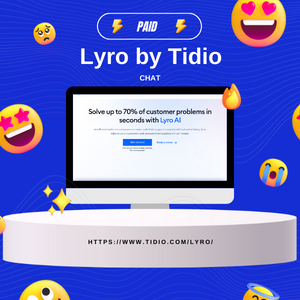 PAID
Lyro by Tidio
CHAT
Solve up to 70% of customer problems in
seconds with Lyro AI
HTTPS://WWW.TIDIO.COM/LYRO/